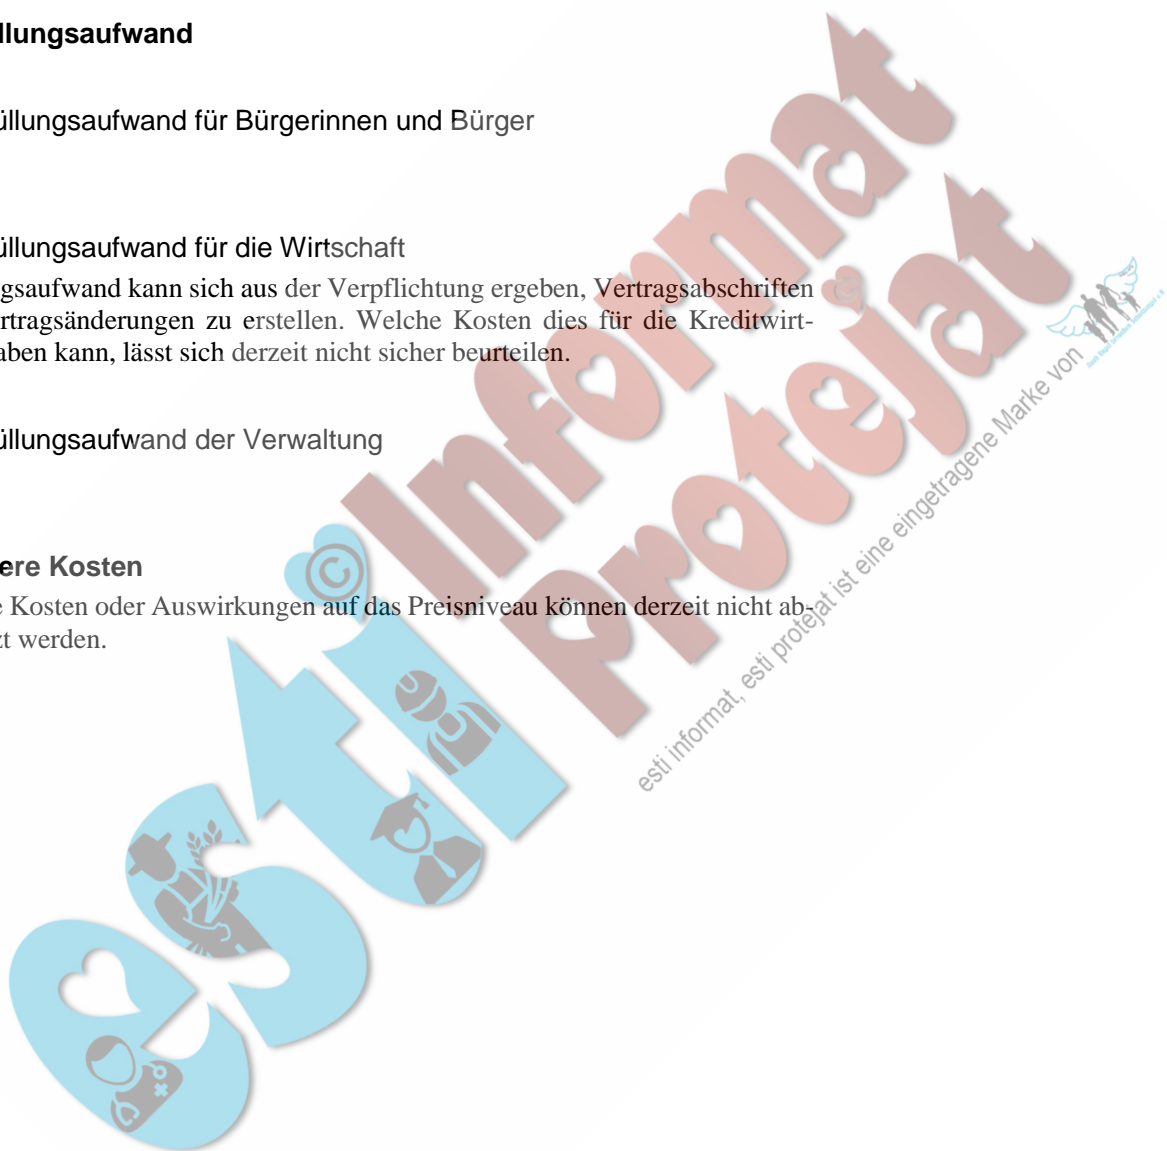 llungsaufwand
üllungsaufwand für Bürgerinnen und Bürger
üllungsaufwand für die Wirtschaft
gsaufwand kann sich aus der Verpflichtung ergeben, Vertragsabschriften
rtragsänderungen zu erstellen. Welche Kosten dies für die Kreditwirt-
aben kann, lässt sich derzeit nicht sicher beurteilen.
üllungsaufwand der Verwaltung
ere Kosten
e Kosten oder Auswirkungen auf das Preisniveau können derzeit nicht ab-
zt werden.
esti
Informat
Protejat
©
©
esti informat, esti protejat ist eine eingetragene Marke von